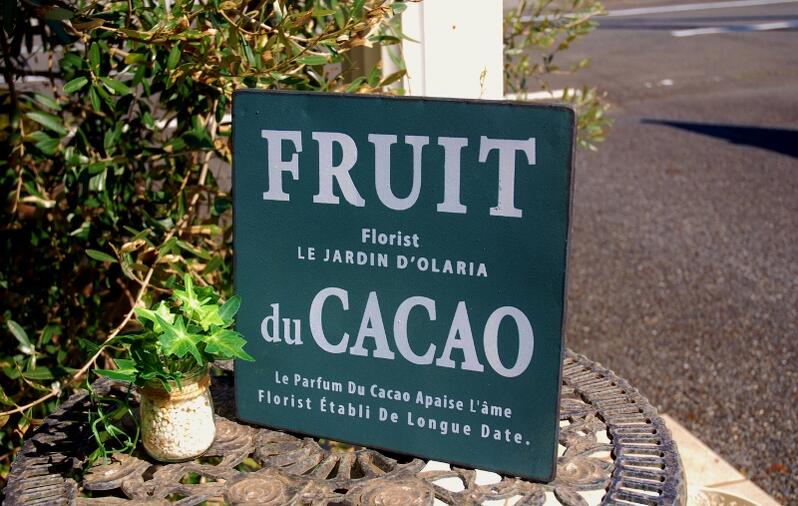 FRUIT
Florist
LE JARDIN D'OLARIA
du CACAO
Le Parfum Du Cacao Apaise L'âme
Florist Établi De Longue Date.